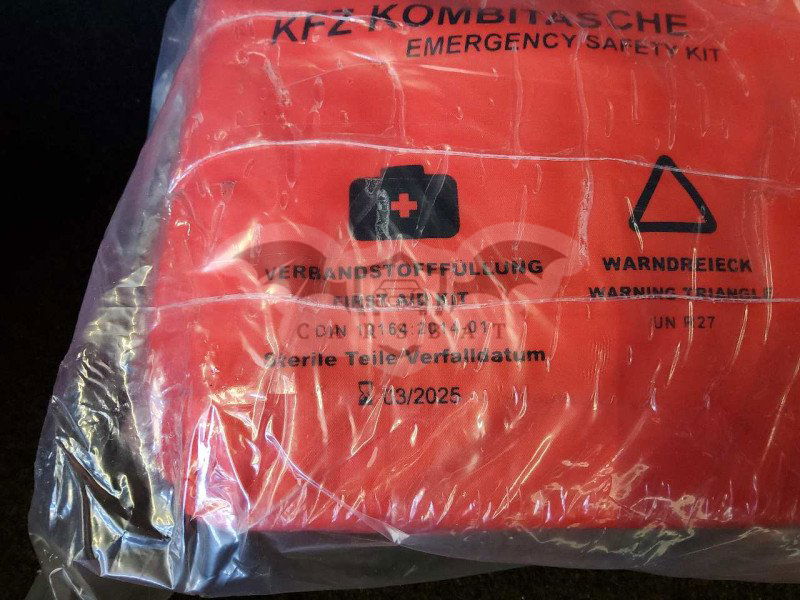 KFZ KOMBITASCHE
EMERGENCY SAFETY KIT
VERBANDSTOFFFÜLLUNG
FIRST AID KIT
DIN 13164:2014-01
Sterile Teile Verfalldatum
03/2025
WARNDREIECK
WARNING TRIANGLE
UN R27